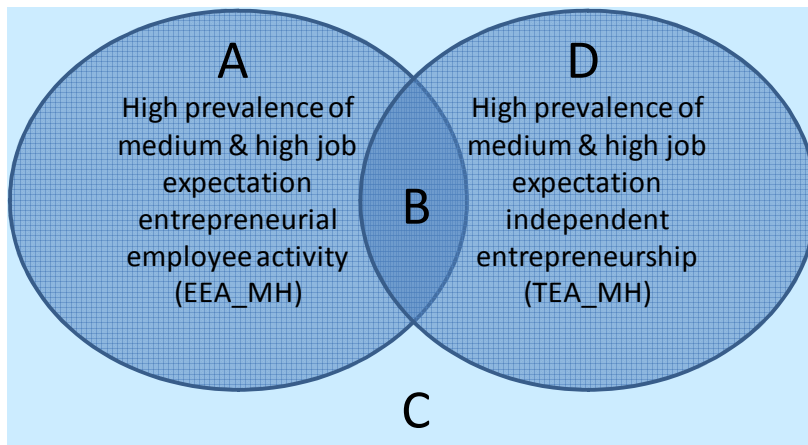 A
High prevalence of
medium & high job
expectation
entrepreneurial
employee activity
(EEA_MH)
B
D
High prevalence of
medium & high job
expectation
independent
entrepreneurship
(TEA_MH)
C